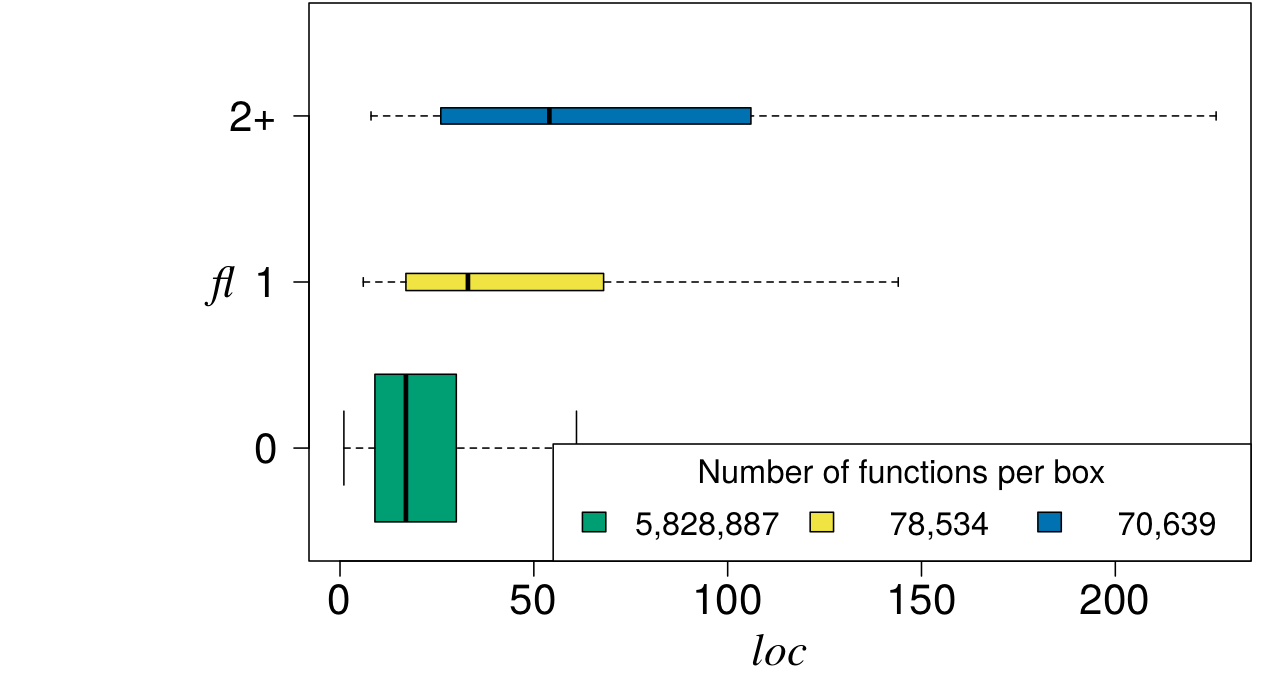 2+
fl 1
0
Number of functions per box
5,828,887 78,534 70,639
0 50 100 150 200
loc